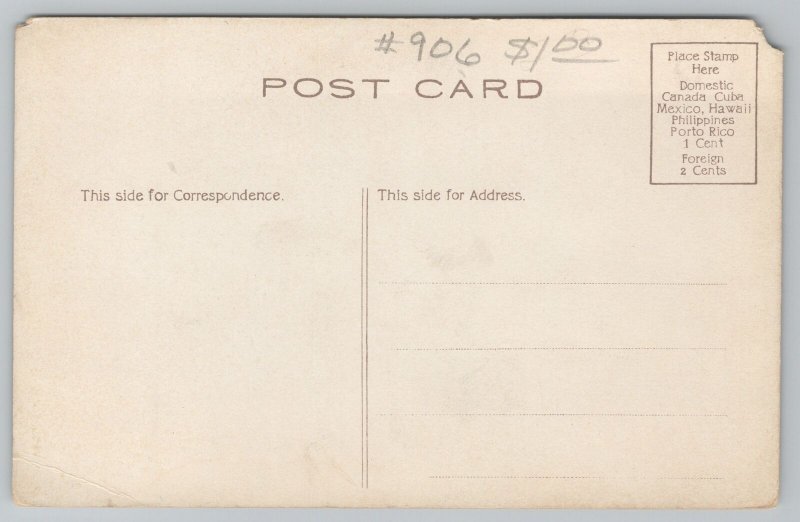 #906 $1.00
POST CARD
Place Stamp
Here
Domestic
Canada Cuba
Mexico, Hawaii
Philippines
Porto Rico
1 Cent
Foreign
2 Cents
This side for Correspondence.
This side for Address.